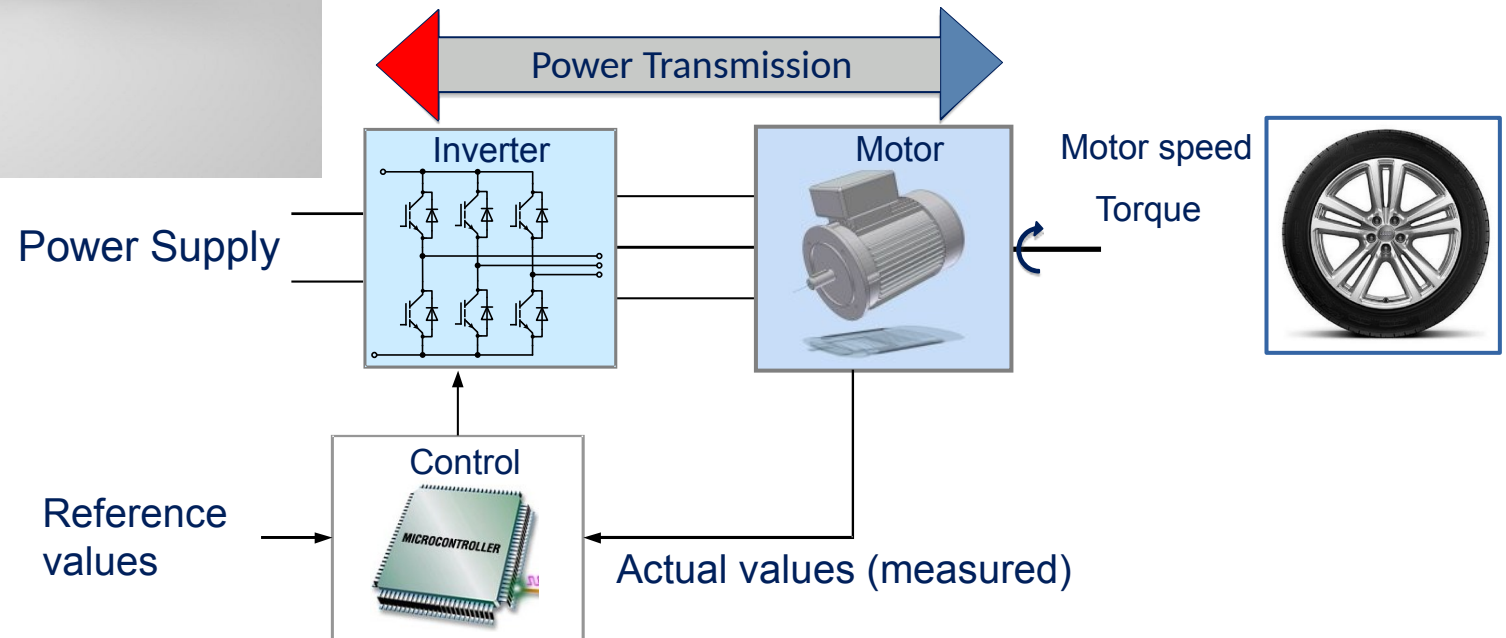 Power Transmission
Inverter
Motor
Motor speed
Torque
Power Supply
Control
MICROCONTROLLER
Reference
values
Actual values (measured)